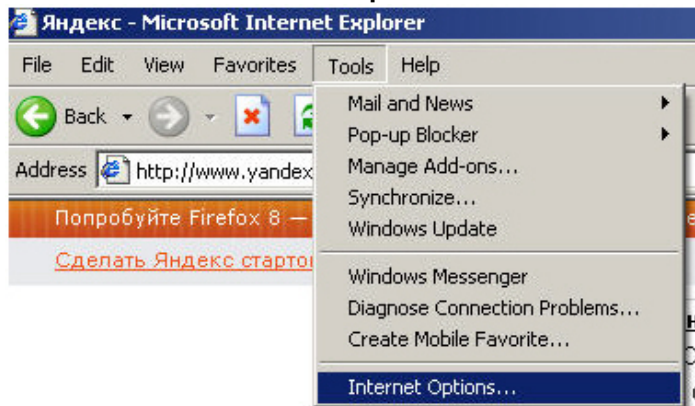 Яндекс - Microsoft Internet Explorer
File Edit View Favorites Tools Help
Back
Address http://www.yandex
Попробуйте Firefox 8 —
Сделать Яндекс старто
Mail and News
Pop-up Blocker
Manage Add-ons...
Synchronize...
Windows Update
Windows Messenger
Diagnose Connection Problems...
Create Mobile Favorite...
Internet Options...